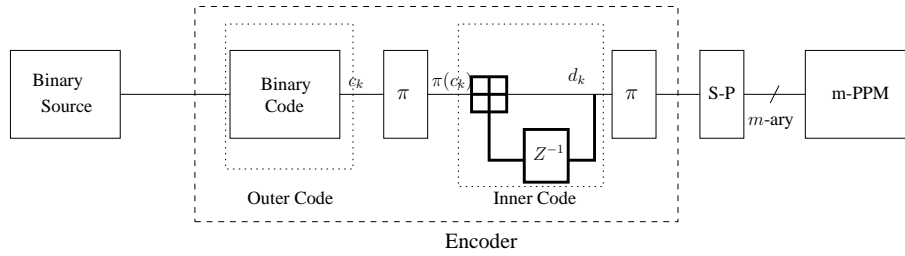 Binary
Source
Binary
Code
c_k
π
π(c_k)
d_k
Z^{-1}
π
S-P
m-ary
m-PPM
Outer Code
Inner Code
Encoder